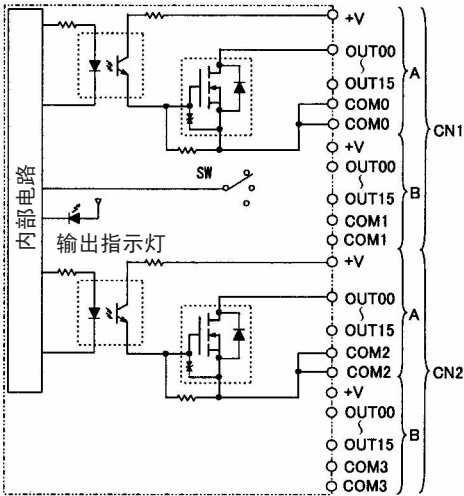 +V
OUT00
~
OUT15
COM0
COM0
A
CN1
+V
OUT00
~
OUT15
COM1
COM1
B
SW
内部电路
输出指示灯
+V
OUT00
~
OUT15
COM2
COM2
A
CN2
+V
OUT00
~
OUT15
COM3
COM3
B